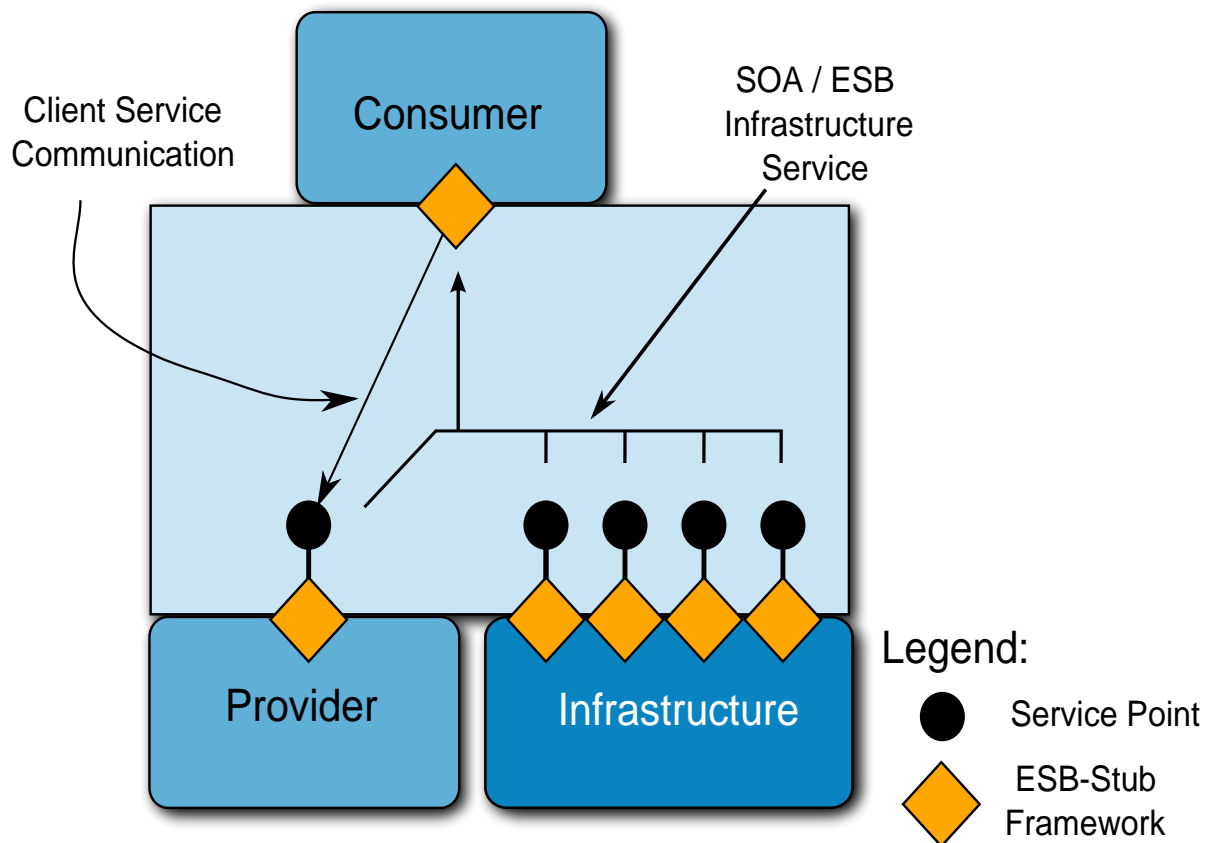 Client Service
Communication
Consumer
SOA / ESB
Infrastructure
Service
Provider
Infrastructure
Legend:
Service Point
ESB-Stub
Framework